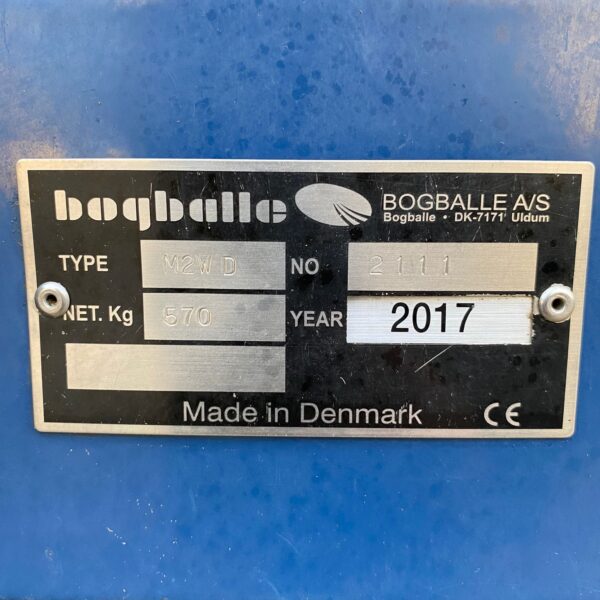 bogballe BOGBALLE A/S
Bogballe • DK-7171 Uldum
TYPE M2W D NO 2111
NET. Kg 570 YEAR 2017
Made in Denmark CE